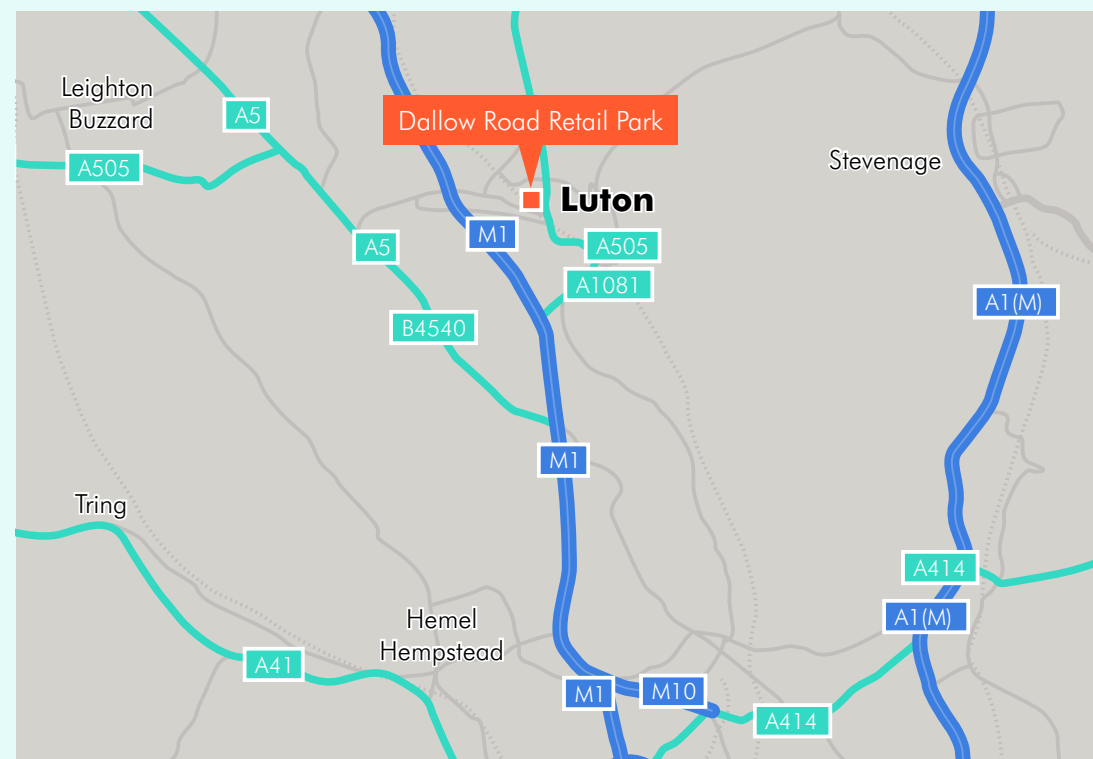 Leighton
Buzzard
A5
Dallow Road Retail Park
A505
Stevenage
Luton
M1
A5
A505
A1081
A1(M)
B4540
M1
Tring
A414
A1(M)
Hemel
Hempstead
A41
M1
M10
A414